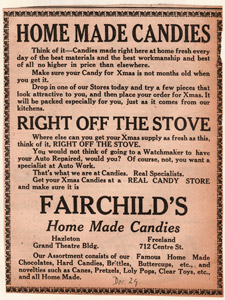 HOME MADE CANDIES
Think of it—Candies made right here at home fresh every
day of the best materials and the best workmanship and best
of all no higher in price than elsewhere.
Make sure your Candy for Xmas is not months old when
you get it.
Drop in one of our Stores today and try a few pieces that
look attractive to you, and then place your order for Xmas. It
will be packed especially for you, just as it comes from our
kitchens.
RIGHT OFF THE STOVE
Where else can you get your Xmas supply as fresh as this,
think of it, RIGHT OFF THE STOVE.
You would not think of going to a Watchmaker to have
your Auto Repaired, would you? Of course, not, you want a
specialist at Auto Work.
That's what we are at Candies. Real Specialists.
Get your Xmas Candies at a REAL CANDY STORE
and make sure it is
FAIRCHILD'S
Home Made Candies
Hazleton Freeland
Grand Theatre Bldg. 712 Centre St.
Our Assortment consists of our Famous Home Made
Chocolates, Hard Candies, Brittles, Buttercups, etc., and
novelties such as Canes, Pretzels, Loly Pops, Clear Toys, etc.,
and all Home Made.